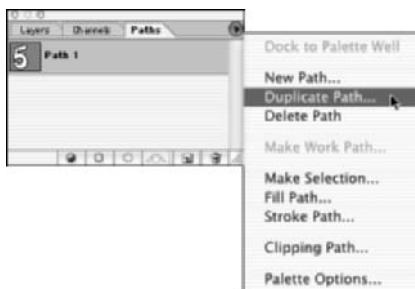 Layers Channels Paths
5 Path 1
Dock to Palette Well
New Path...
Duplicate Path...
Delete Path
Make Work Path...
Make Selection...
Fill Path...
Stroke Path...
Clipping Path...
Palette Options...